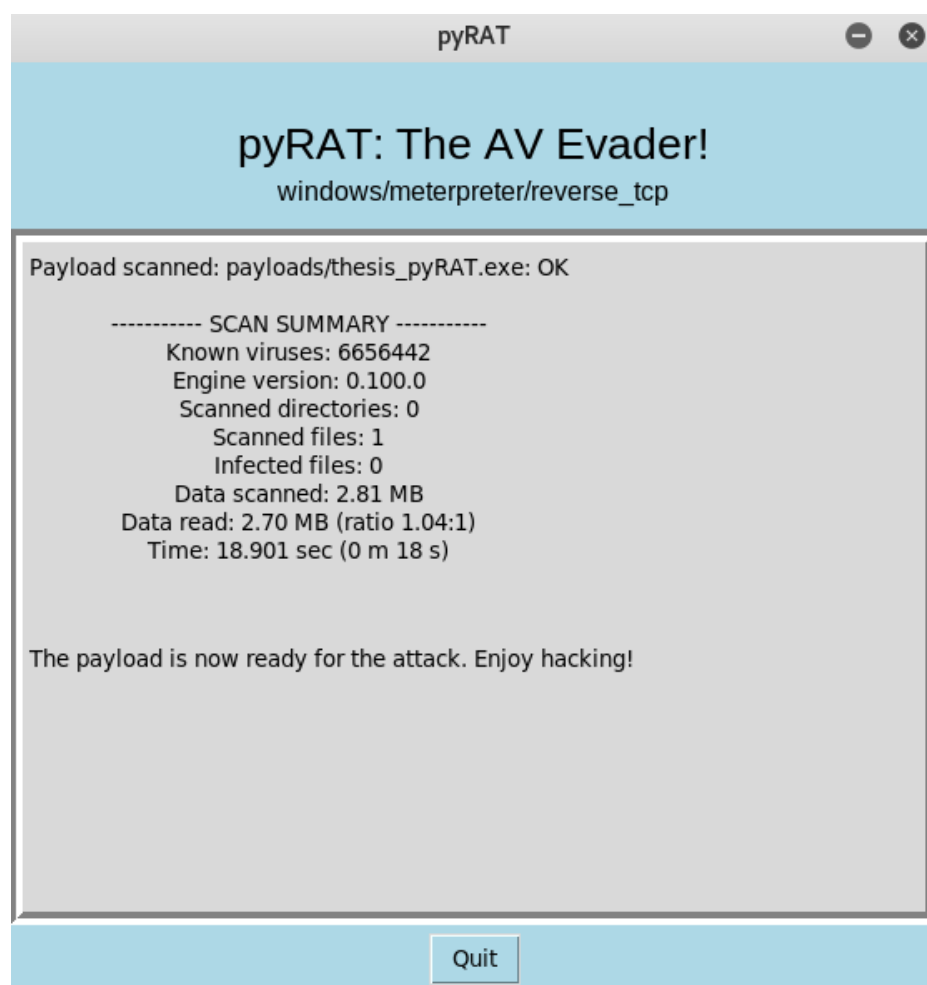 pyRAT
pyRAT: The AV Evader!
windows/meterpreter/reverse_tcp
Payload scanned: payloads/thesis_pyRAT.exe: OK
----------- SCAN SUMMARY -----------
Known viruses: 6656442
Engine version: 0.100.0
Scanned directories: 0
Scanned files: 1
Infected files: 0
Data scanned: 2.81 MB
Data read: 2.70 MB (ratio 1.04:1)
Time: 18.901 sec (0 m 18 s)
The payload is now ready for the attack. Enjoy hacking!
Quit